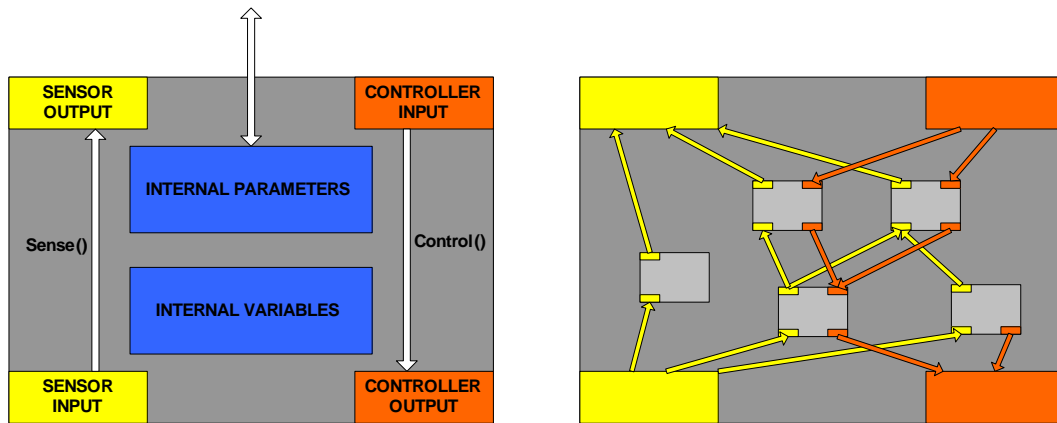 SENSOR
OUTPUT
CONTROLLER
INPUT
INTERNAL PARAMETERS
Sense()
Control()
INTERNAL VARIABLES
SENSOR
INPUT
CONTROLLER
OUTPUT